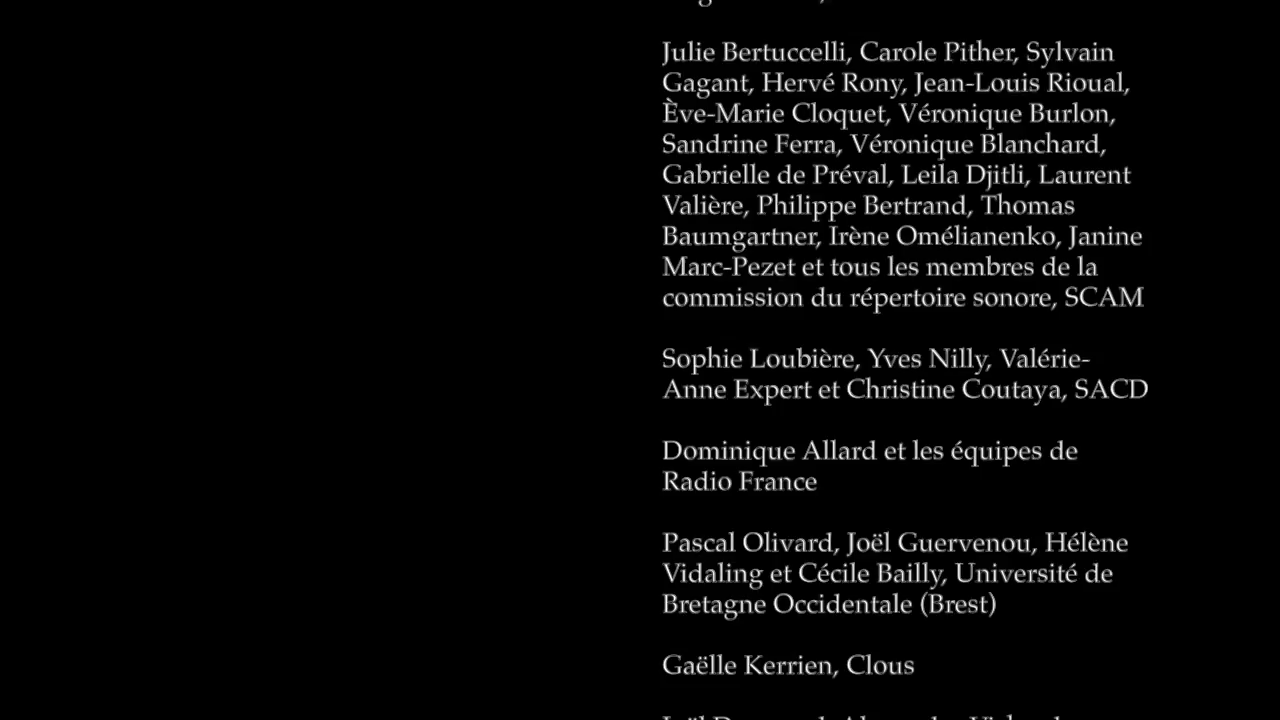 Julie Bertuccelli, Carole Pither, Sylvain
Gagant, Hervé Rony, Jean-Louis Rioual,
Ève-Marie Cloquet, Véronique Burlon,
Sandrine Ferra, Véronique Blanchard,
Gabrielle de Préval, Leila Djitli, Laurent
Valière, Philippe Bertrand, Thomas
Baumgartner, Irène Omélianenko, Janine
Marc-Pezet et tous les membres de la
commission du répertoire sonore, SCAM
Sophie Loubière, Yves Nilly, Valérie-
Anne Expert et Christine Coutaya, SACD
Dominique Allard et les équipes de
Radio France
Pascal Olivard, Joël Guervenou, Hélène
Vidaling et Cécile Bailly, Université de
Bretagne Occidentale (Brest)
Gaëlle Kerrien, Clous